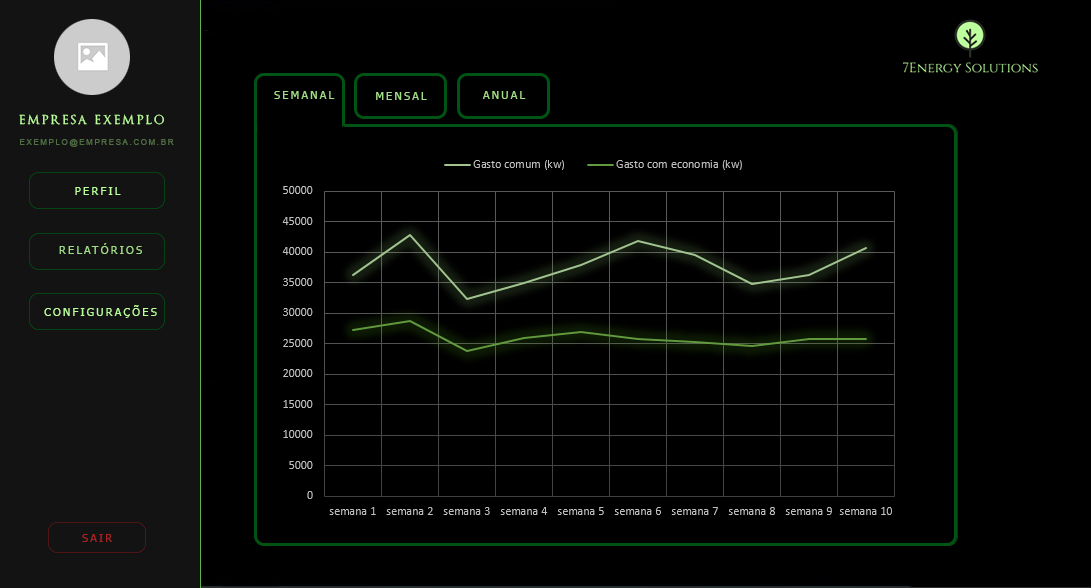 EMPRESA EXEMPLO
EXEMPLO@EMPRESA.COM.BR
PERFIL
RELATÓRIOS
CONFIGURAÇÕES
SAIR
7Energy Solutions
SEMANAL
MENSAL
ANUAL
Gasto comum (kw)
Gasto com economia (kw)
50000
45000
40000
35000
30000
25000
20000
15000
10000
5000
0
semana 1
semana 2
semana 3
semana 4
semana 5
semana 6
semana 7
semana 8
semana 9
semana 10